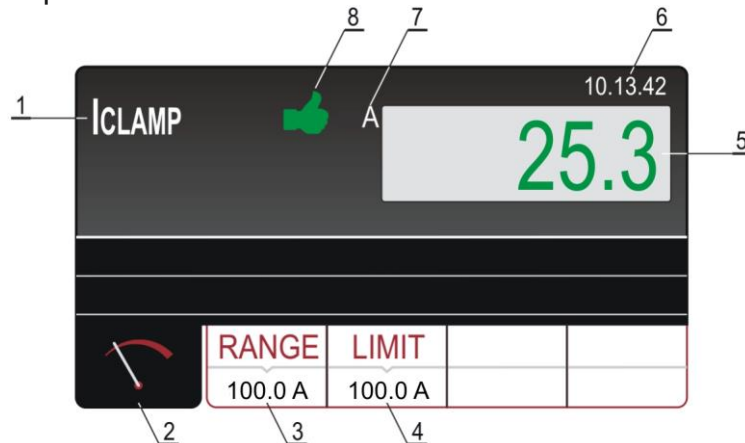 8 7 6
10.13.42
1 ICLAMP A
25.3 5
RANGE LIMIT
100.0 A 100.0 A
2 3 4